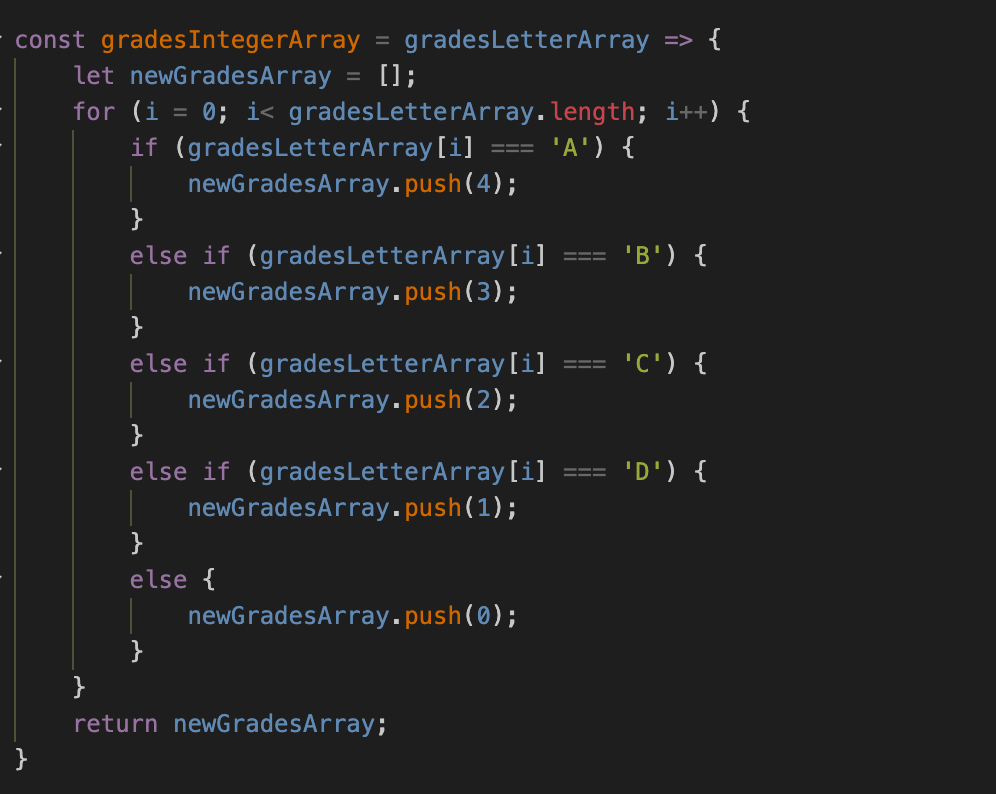 const gradesIntegerArray = gradesLetterArray => {
    let newGradesArray = [];
    for (i = 0; i< gradesLetterArray.length; i++) {
        if (gradesLetterArray[i] === 'A') {
            newGradesArray.push(4);
        }
        else if (gradesLetterArray[i] === 'B') {
            newGradesArray.push(3);
        }
        else if (gradesLetterArray[i] === 'C') {
            newGradesArray.push(2);
        }
        else if (gradesLetterArray[i] === 'D') {
            newGradesArray.push(1);
        }
        else {
            newGradesArray.push(0);
        }
    }
    return newGradesArray;
}